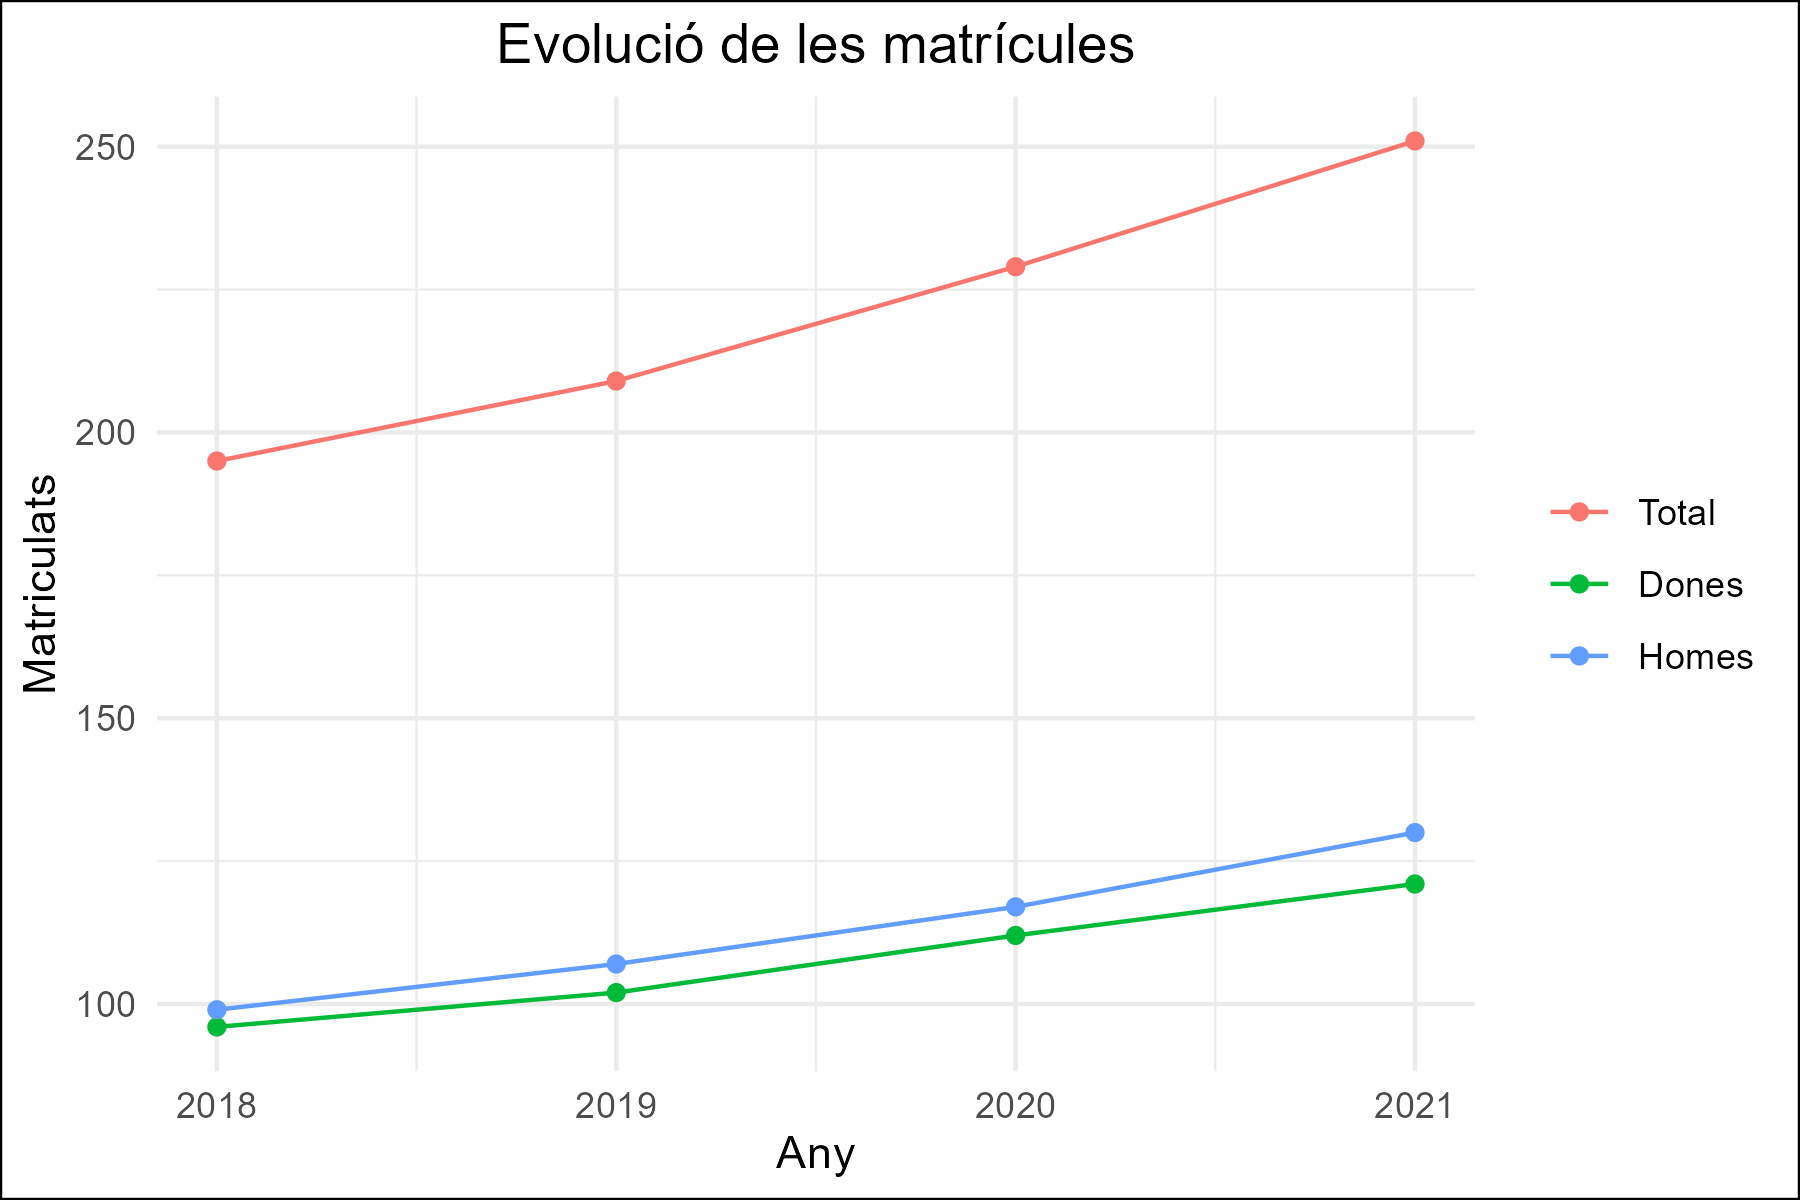 Evolució de les matrícules
250
200
150
100
Matriculats
2018
2019
2020
2021
Any
Total
Dones
Homes